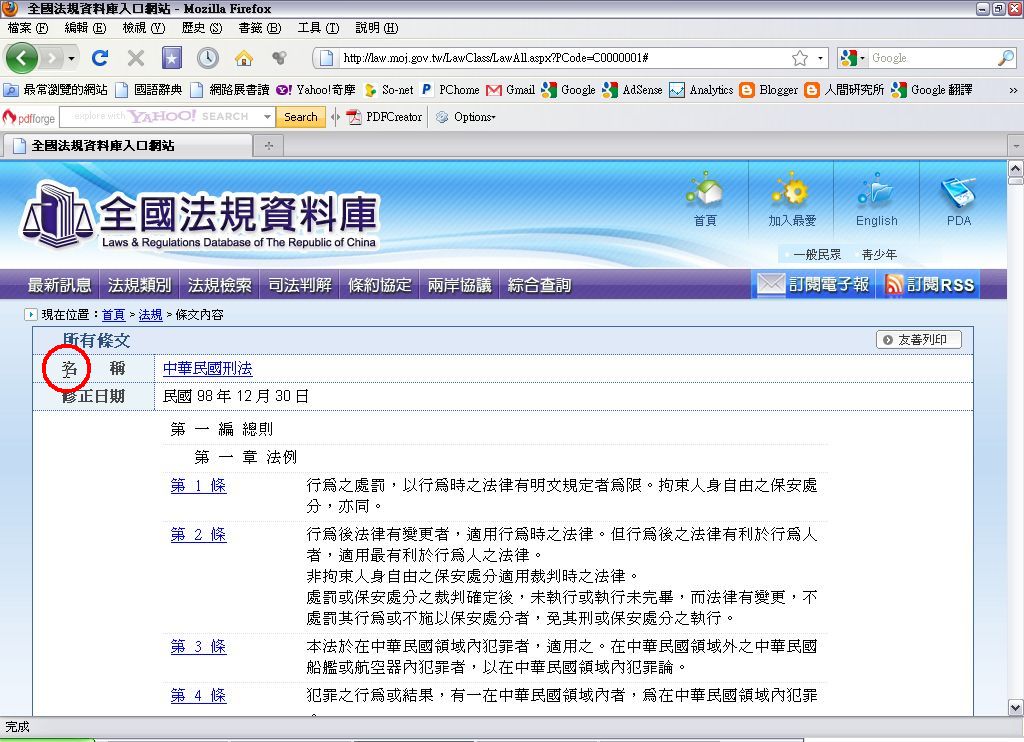 全國法規資料庫入口網站 - Mozilla Firefox
檔案(F) 編輯(E) 檢視(V) 歷史(S) 書籤(B) 工具(T) 說明(H)
http://law.moj.gov.tw/LawClass/LawAll.aspx?PCode=C0000001#
Google
最常瀏覽的網站 國語辭典 網路展書讀 Yahoo!奇摩 So-net PChome Gmail Google AdSense Analytics Blogger 人間研究所 Google 翻譯 »
pdfforge explore with YAHOO! SEARCH Search PDFCreator Options
全國法規資料庫入口網站
全國法規資料庫
Laws & Regulations Database of The Republic of China
首頁 加入最愛 English PDA
一般民眾 青少年
最新訊息 法規類別 法規檢索 司法判解 條約協定 兩岸協議 綜合查詢 訂閱電子報 訂閱RSS
現在位置：首頁 > 法規 > 條文內容
所有條文 友善列印
名 稱 中華民國刑法
修正日期 民國 98 年 12 月 30 日
第 一 編 總則
第 一 章 法例
第 1 條 行為之處罰，以行為時之法律有明文規定者為限。拘束人身自由之保安處
分，亦同。
第 2 條 行為後法律有變更者，適用行為時之法律。但行為後之法律有利於行為人
者，適用最有利於行為人之法律。
非拘束人身自由之保安處分適用裁判時之法律。
處罰或保安處分之裁判確定後，未執行或執行未完畢，而法律有變更，不
處罰其行為或不施以保安處分者，免其刑或保安處分之執行。
第 3 條 本法於在中華民國領域內犯罪者，適用之。在中華民國領域外之中華民國
船艦或航空器內犯罪者，以在中華民國領域內犯罪論。
第 4 條 犯罪之行為或結果，有一在中華民國領域內者，為在中華民國領域內犯罪
完成